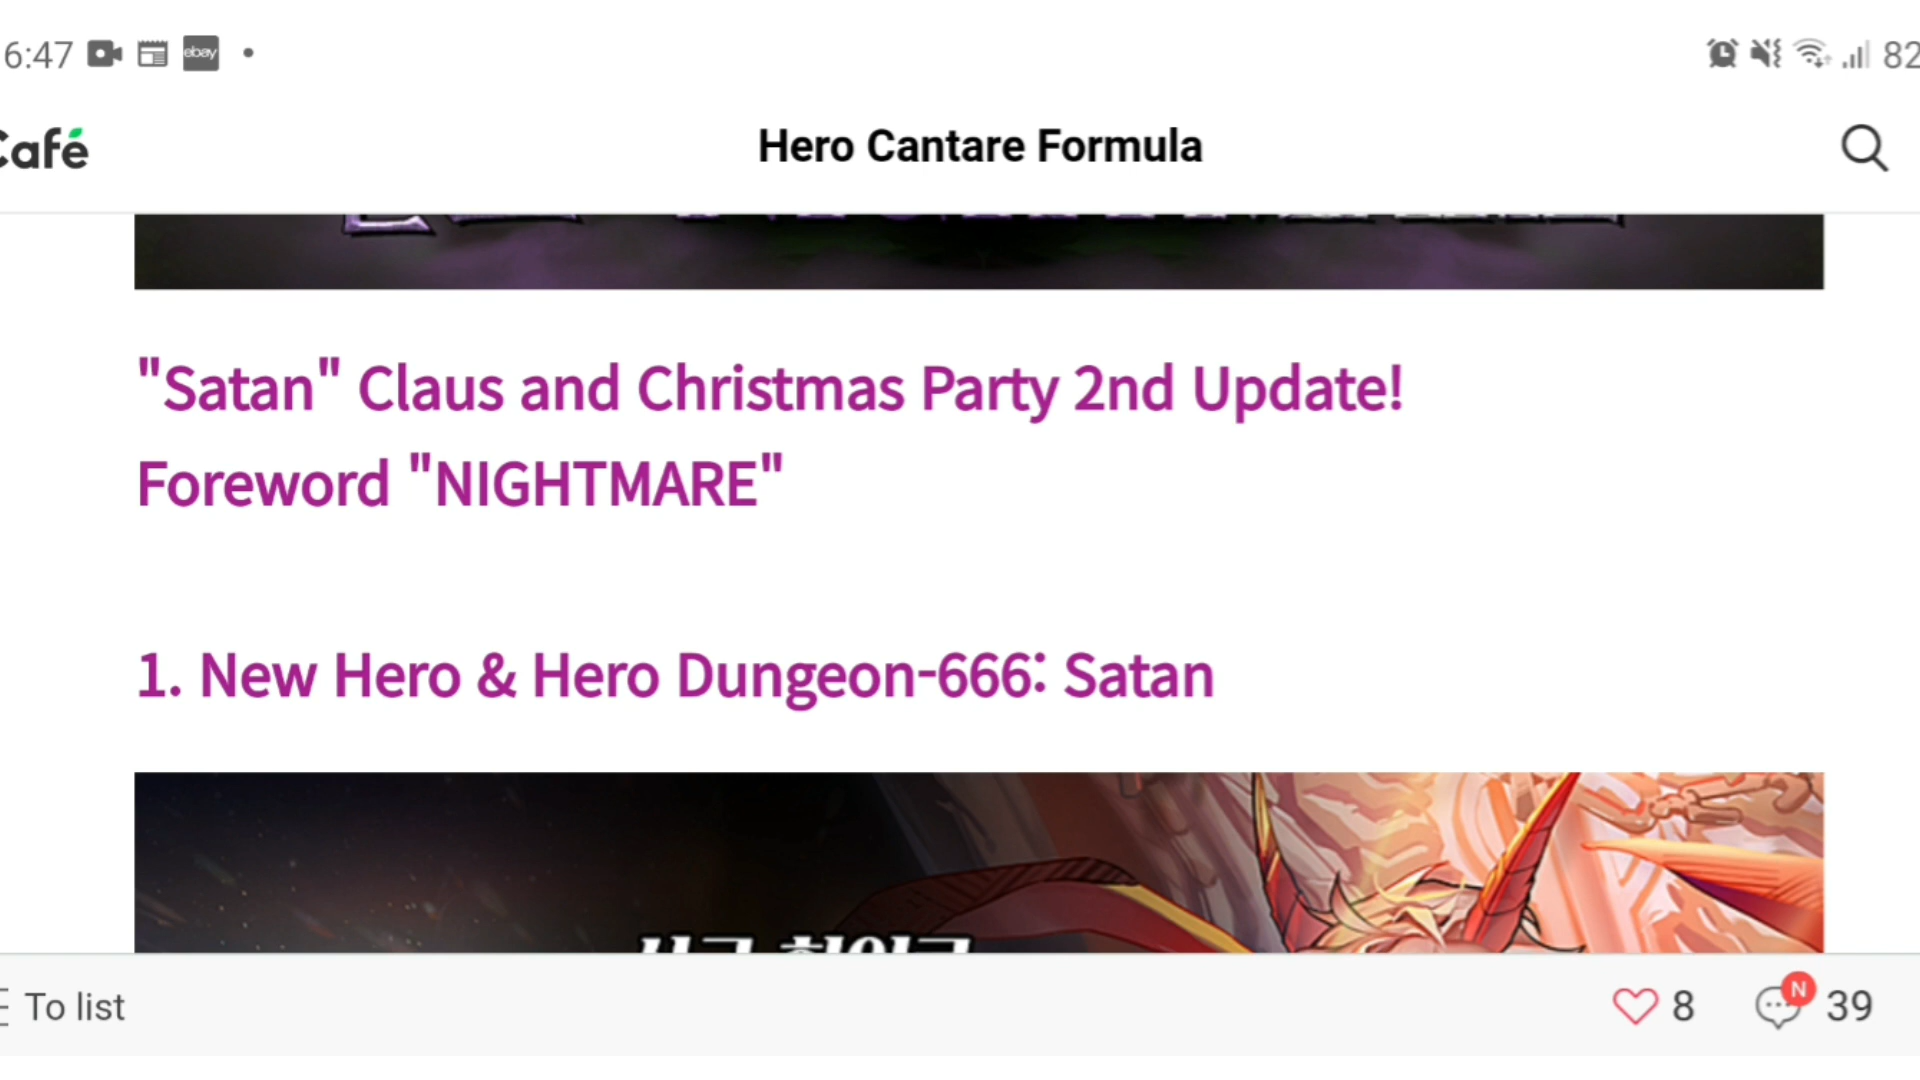 6:47 ebay 82
Café
Hero Cantare Formula
"Satan" Claus and Christmas Party 2nd Update!
Foreword "NIGHTMARE"
1. New Hero & Hero Dungeon-666: Satan
To list 8 N 39